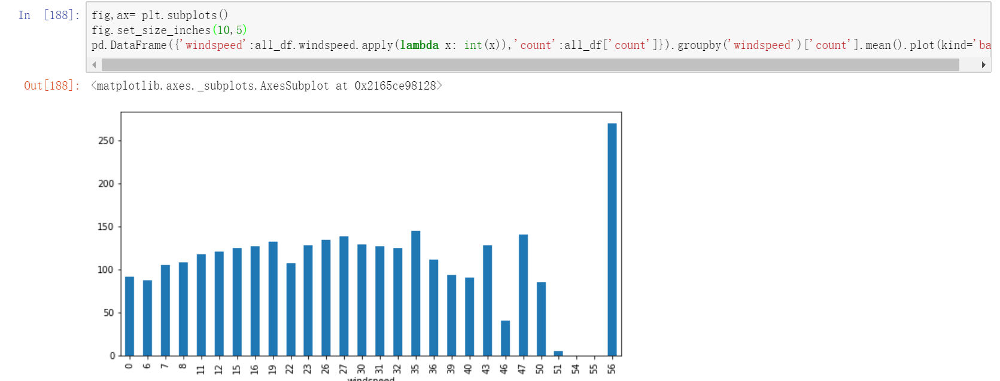 In [188]: fig,ax= plt.subplots()
fig.set_size_inches(10,5)
pd.DataFrame({'windspeed':all_df.windspeed.apply(lambda x: int(x)),'count':all_df['count']}).groupby('windspeed')['count'].mean().plot(kind='ba
Out[188]: <matplotlib.axes._subplots.AxesSubplot at 0x2165ce98128>
250
200
150
100
50
0
0 6 7 8 11 12 15 16 19 22 23 26 27 30 31 32 35 36 39 40 43 46 47 50 51 54 55 56
windspeed